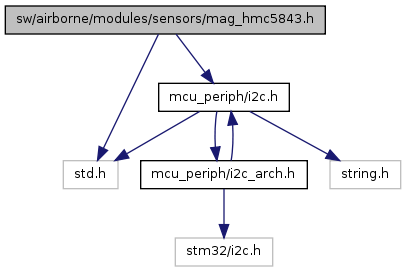 sw/airborne/modules/sensors/mag_hmc5843.h
mcu_periph/i2c.h
std.h
mcu_periph/i2c_arch.h
string.h
stm32/i2c.h